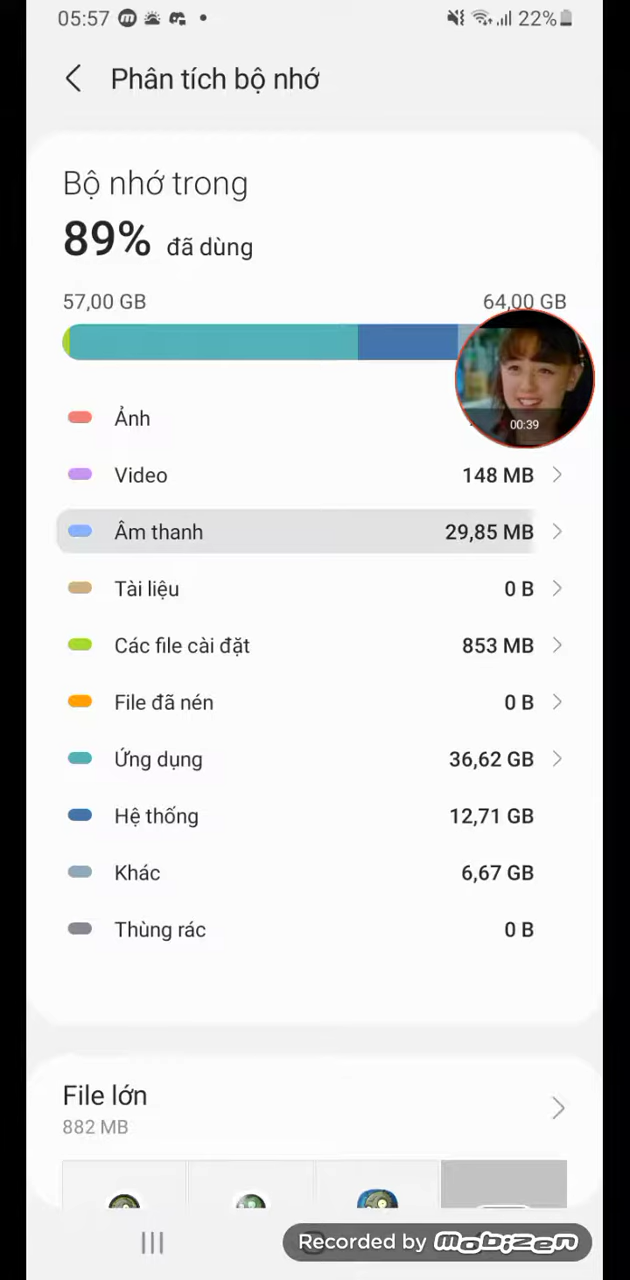 05:57 22%
Phân tích bộ nhớ
Bộ nhớ trong
89% đã dùng
57,00 GB 64,00 GB
Ảnh
00:39
Video 148 MB
Âm thanh 29,85 MB
Tài liệu 0 B
Các file cài đặt 853 MB
File đã nén 0 B
Ứng dụng 36,62 GB
Hệ thống 12,71 GB
Khác 6,67 GB
Thùng rác 0 B
File lớn
882 MB
Recorded by mobizen